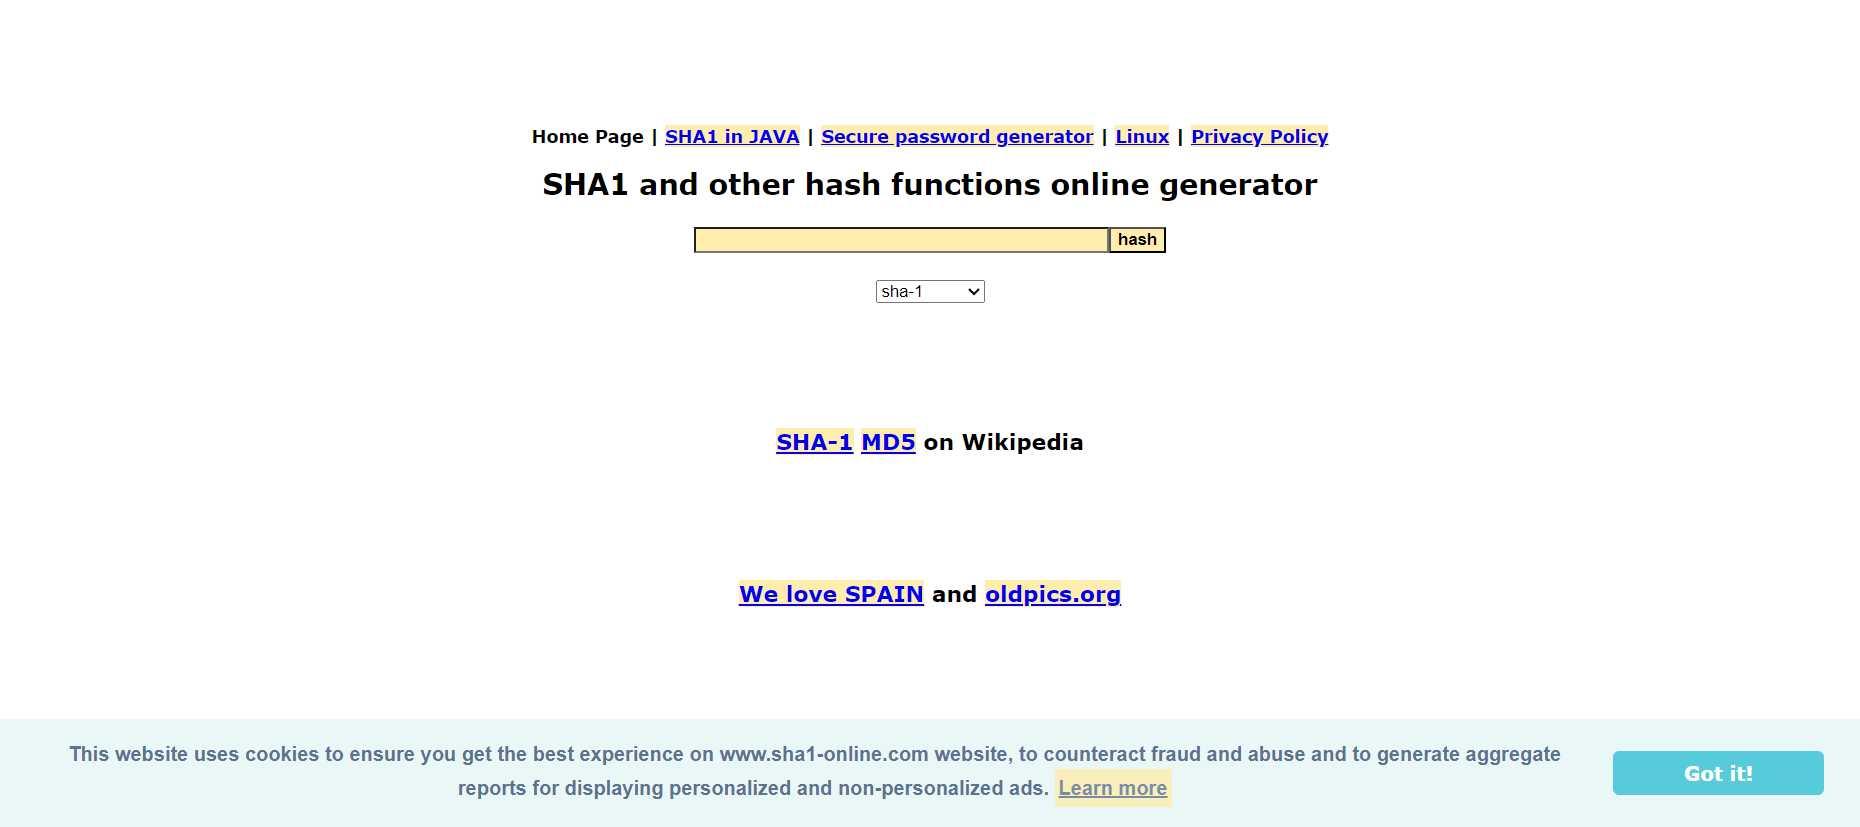 Home Page | SHA1 in JAVA | Secure password generator | Linux | Privacy Policy
SHA1 and other hash functions online generator
hash
sha-1
SHA-1 MD5 on Wikipedia
We love SPAIN and oldpics.org
This website uses cookies to ensure you get the best experience on www.sha1-online.com website, to counteract fraud and abuse and to generate aggregate
reports for displaying personalized and non-personalized ads. Learn more
Got it!